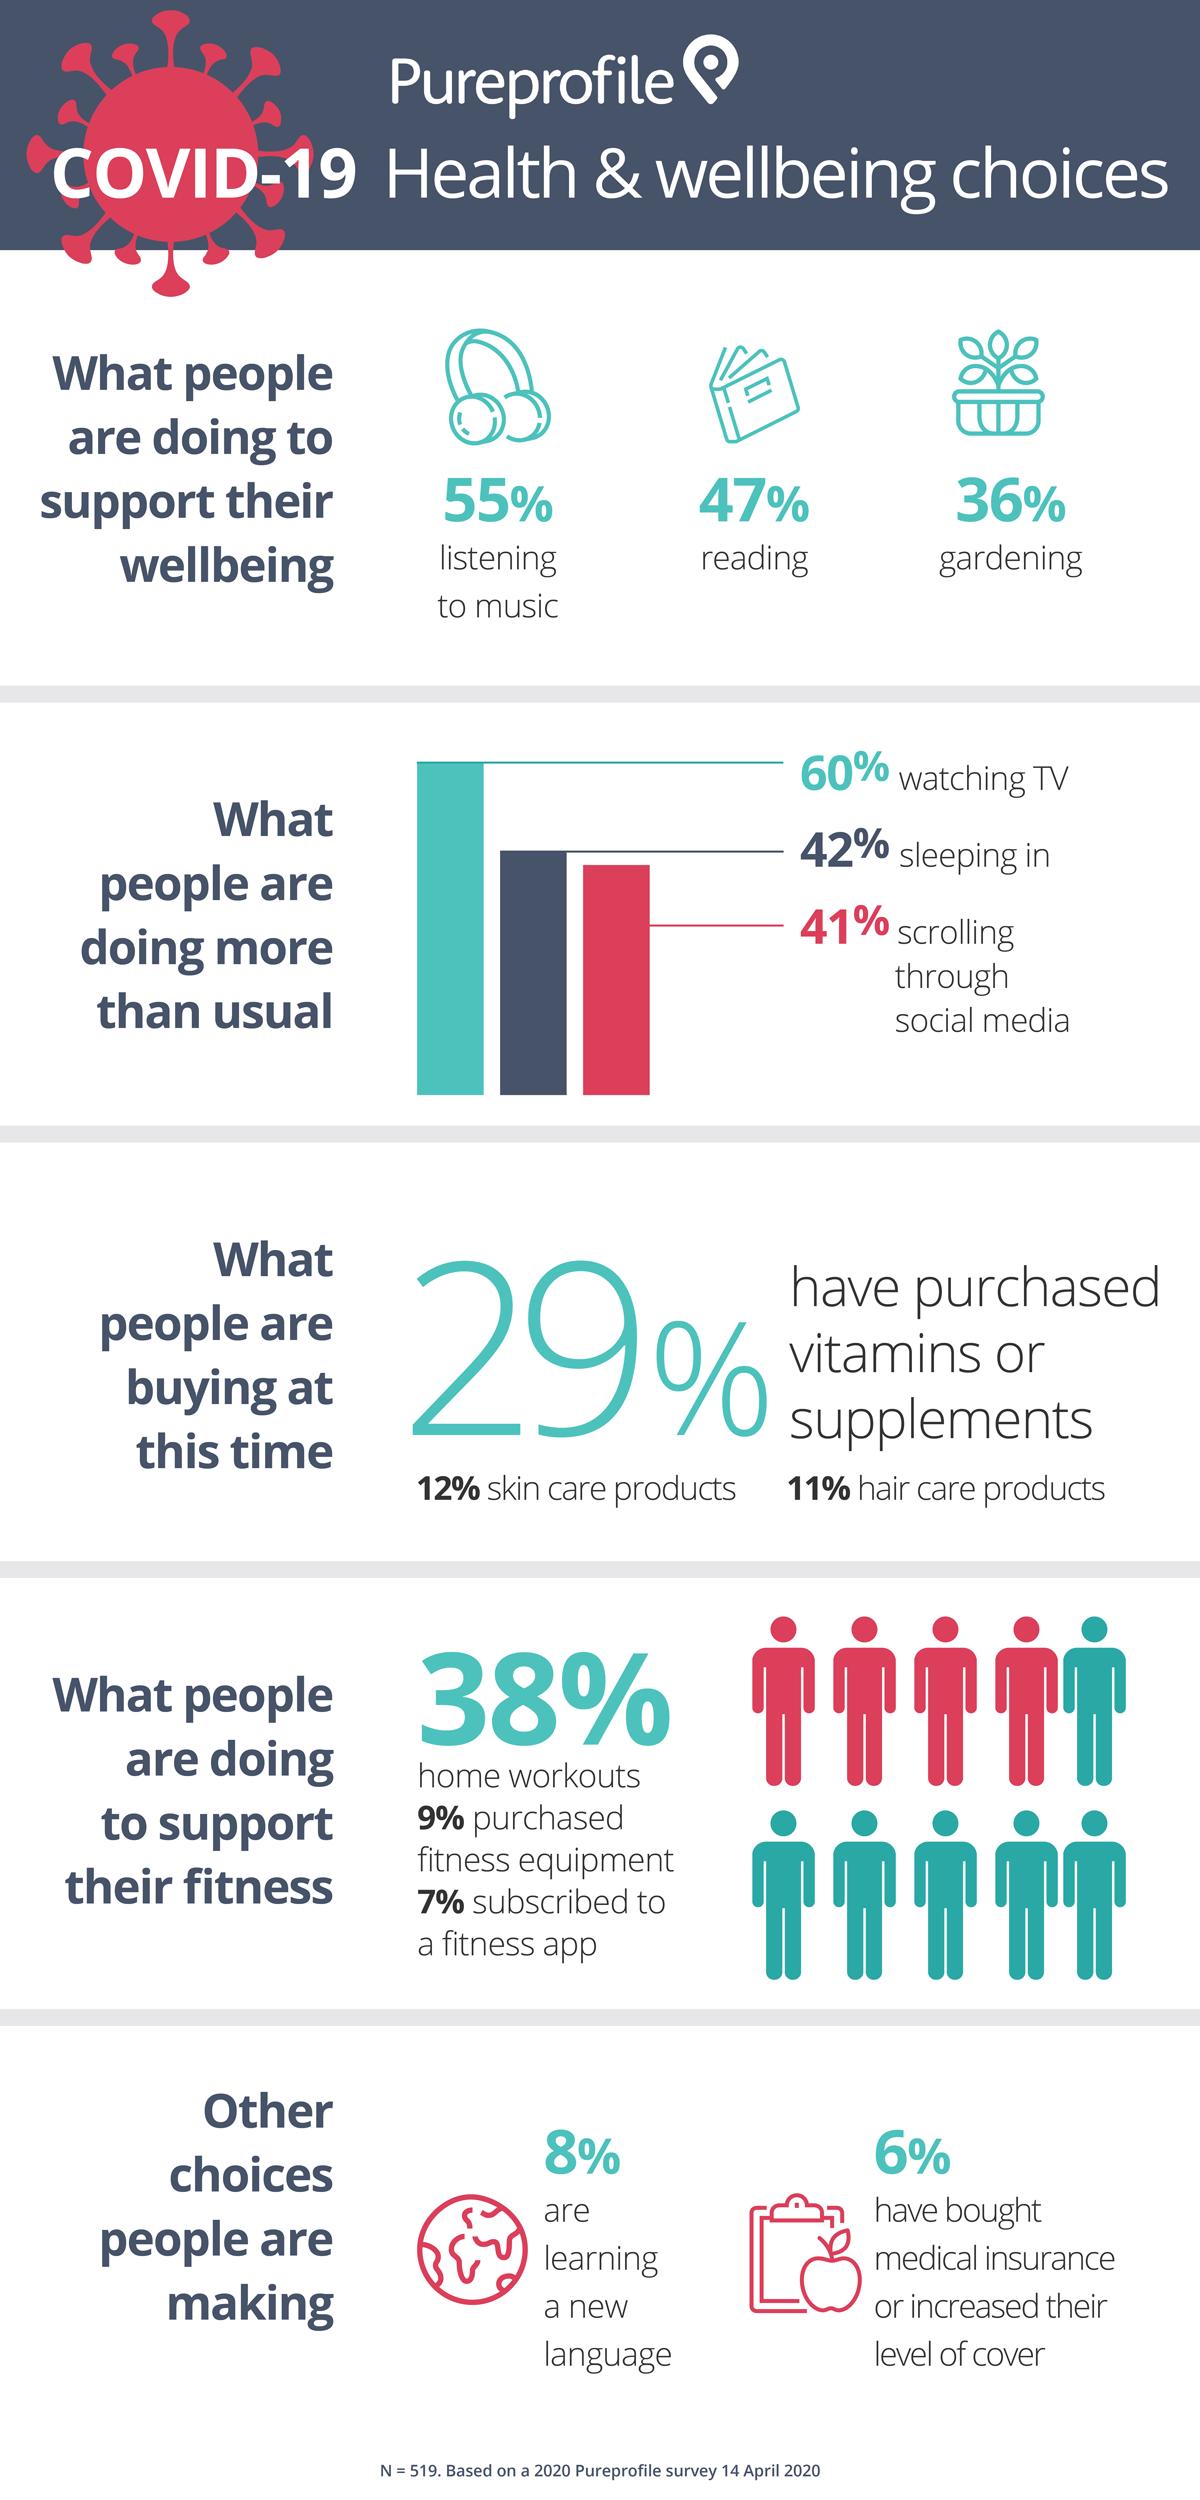 Pureprofile
COVID-19 Health & wellbeing choices
What people
are doing to
support their
wellbeing
55%
listening
to music
47%
reading
36%
gardening
What
people are
doing more
than usual
60% watching TV
42% sleeping in
41% scrolling
through
social media
What
people are
buying at
this time
29%
have purchased
vitamins or
supplements
12% skin care products
11% hair care products
What people
are doing
to support
their fitness
38%
home workouts
9% purchased
fitness equipment
7% subscribed to
a fitness app
Other
choices
people are
making
8%
are
learning
a new
language
6%
have bought
medical insurance
or increased their
level of cover
N = 519. Based on a 2020 Pureprofile survey 14 April 2020